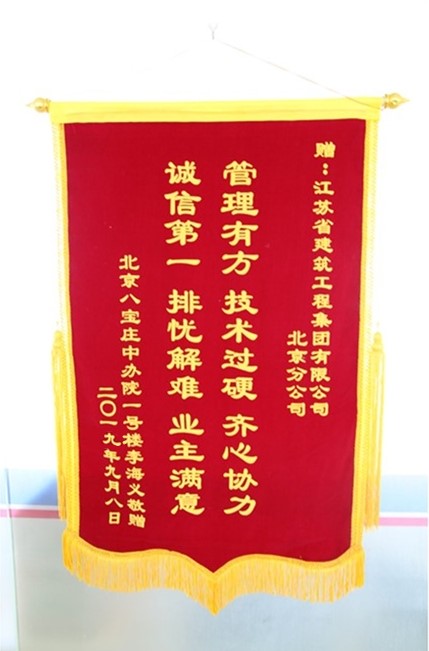 赠：江苏省建筑工程集团有限公司
北京分公司
管理有方 技术过硬 齐心协力
诚信第一 排忧解难 业主满意
北京八宝庄中办院一号楼李海义敬赠
二〇一九年九月八日